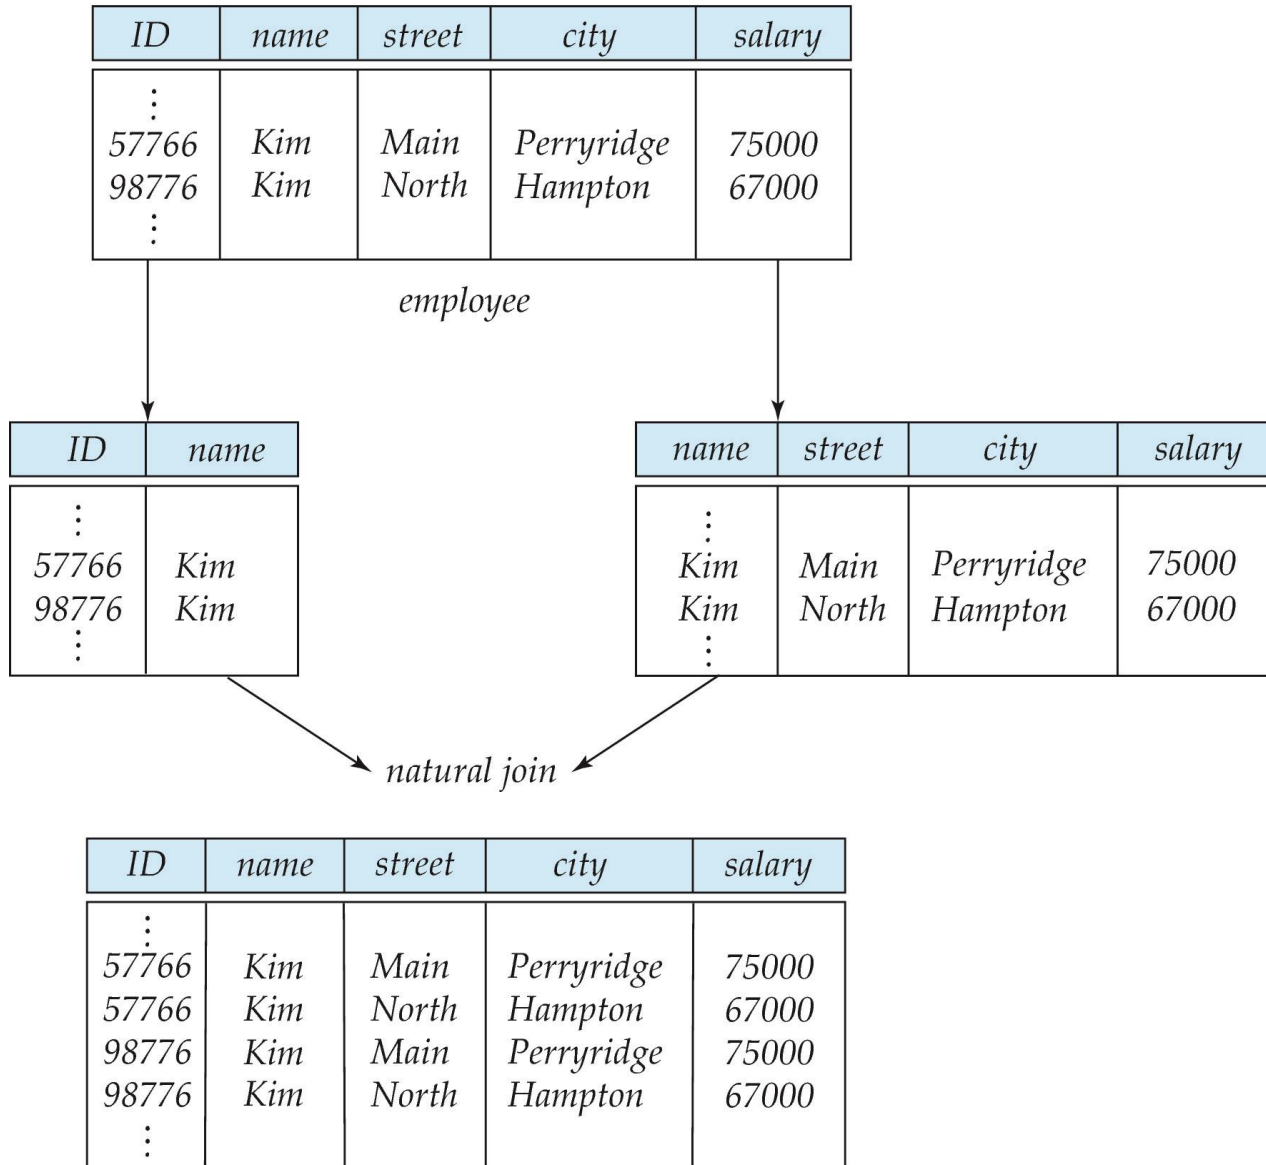 ID name street city salary
⋮
57766 Kim Main Perryridge 75000
98776 Kim North Hampton 67000
⋮
employee
ID name
⋮
57766 Kim
98776 Kim
⋮
name street city salary
⋮
Kim Main Perryridge 75000
Kim North Hampton 67000
⋮
natural join
ID name street city salary
⋮
57766 Kim Main Perryridge 75000
57766 Kim North Hampton 67000
98776 Kim Main Perryridge 75000
98776 Kim North Hampton 67000
⋮